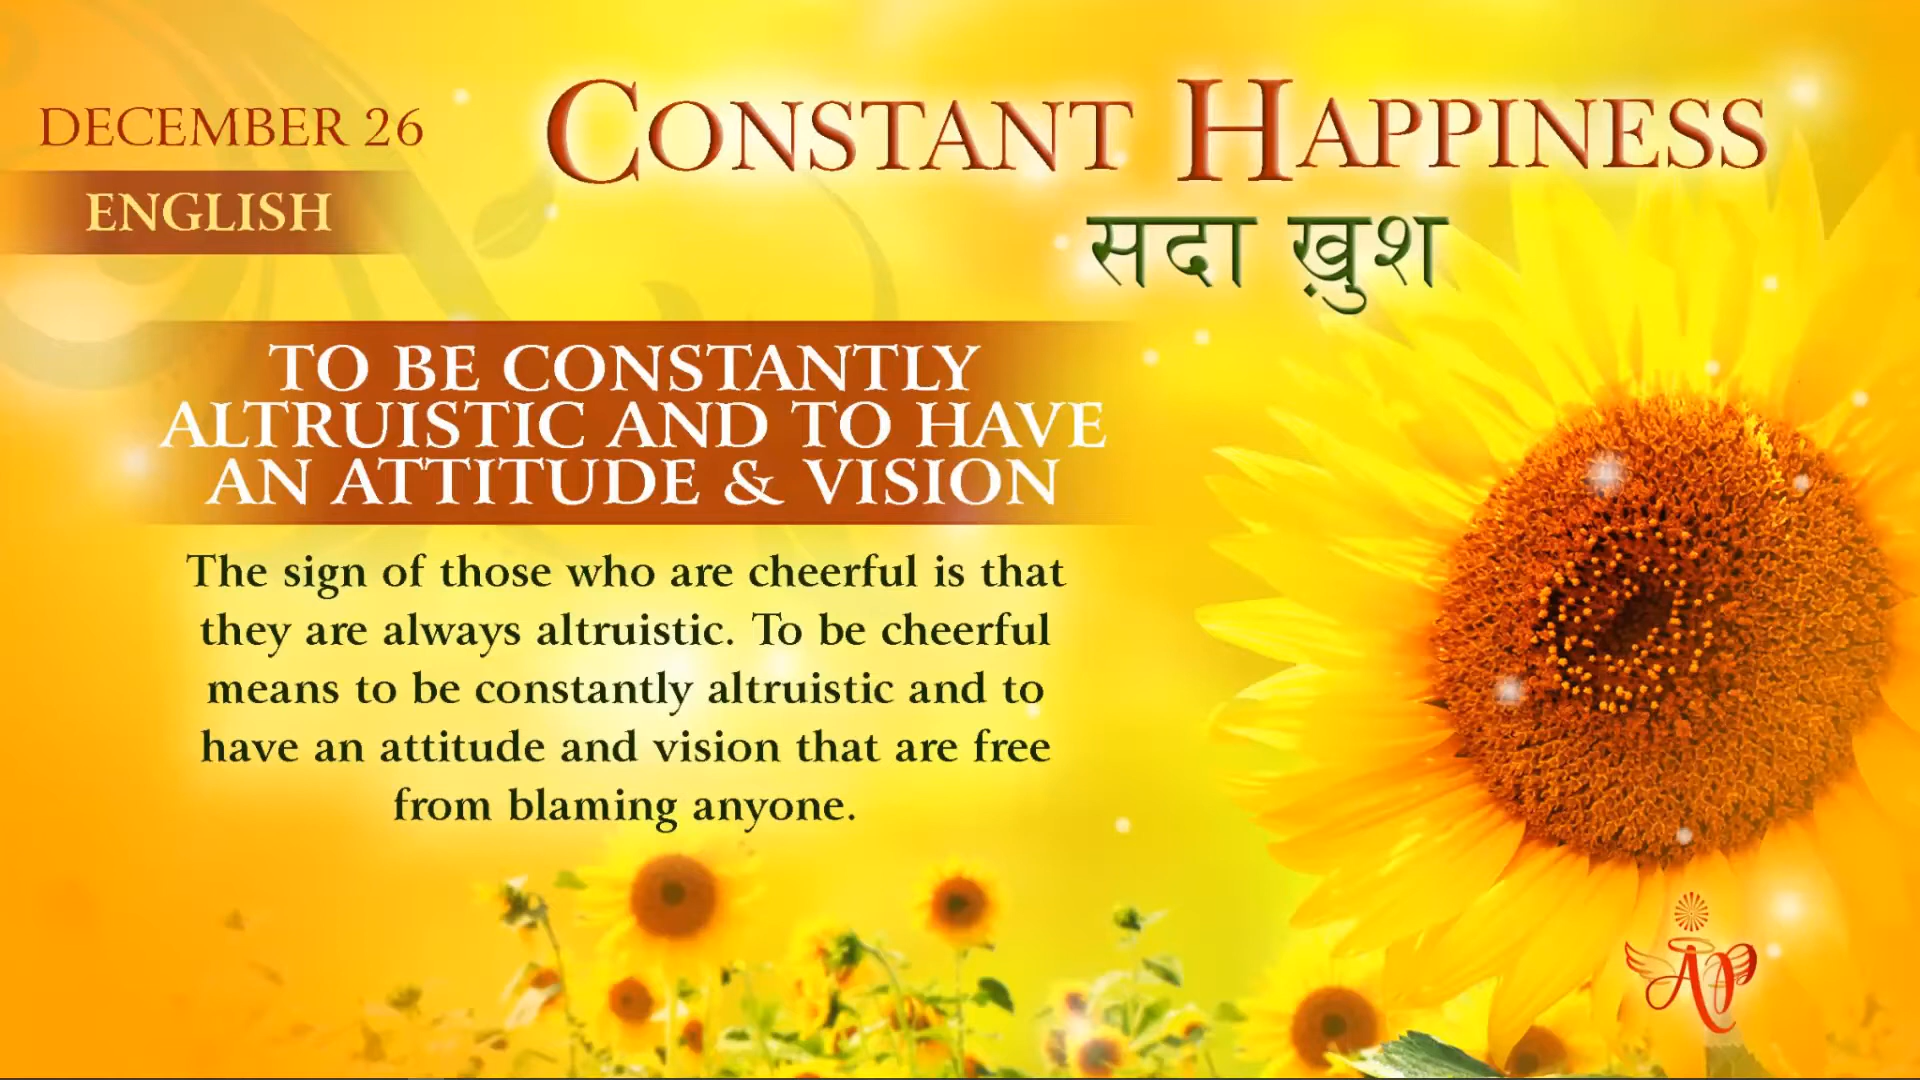 DECEMBER 26
ENGLISH
CONSTANT HAPPINESS
सदा ख़ुश
TO BE CONSTANTLY
ALTRUISTIC AND TO HAVE
AN ATTITUDE & VISION
The sign of those who are cheerful is that
they are always altruistic. To be cheerful
means to be constantly altruistic and to
have an attitude and vision that are free
from blaming anyone.
AP